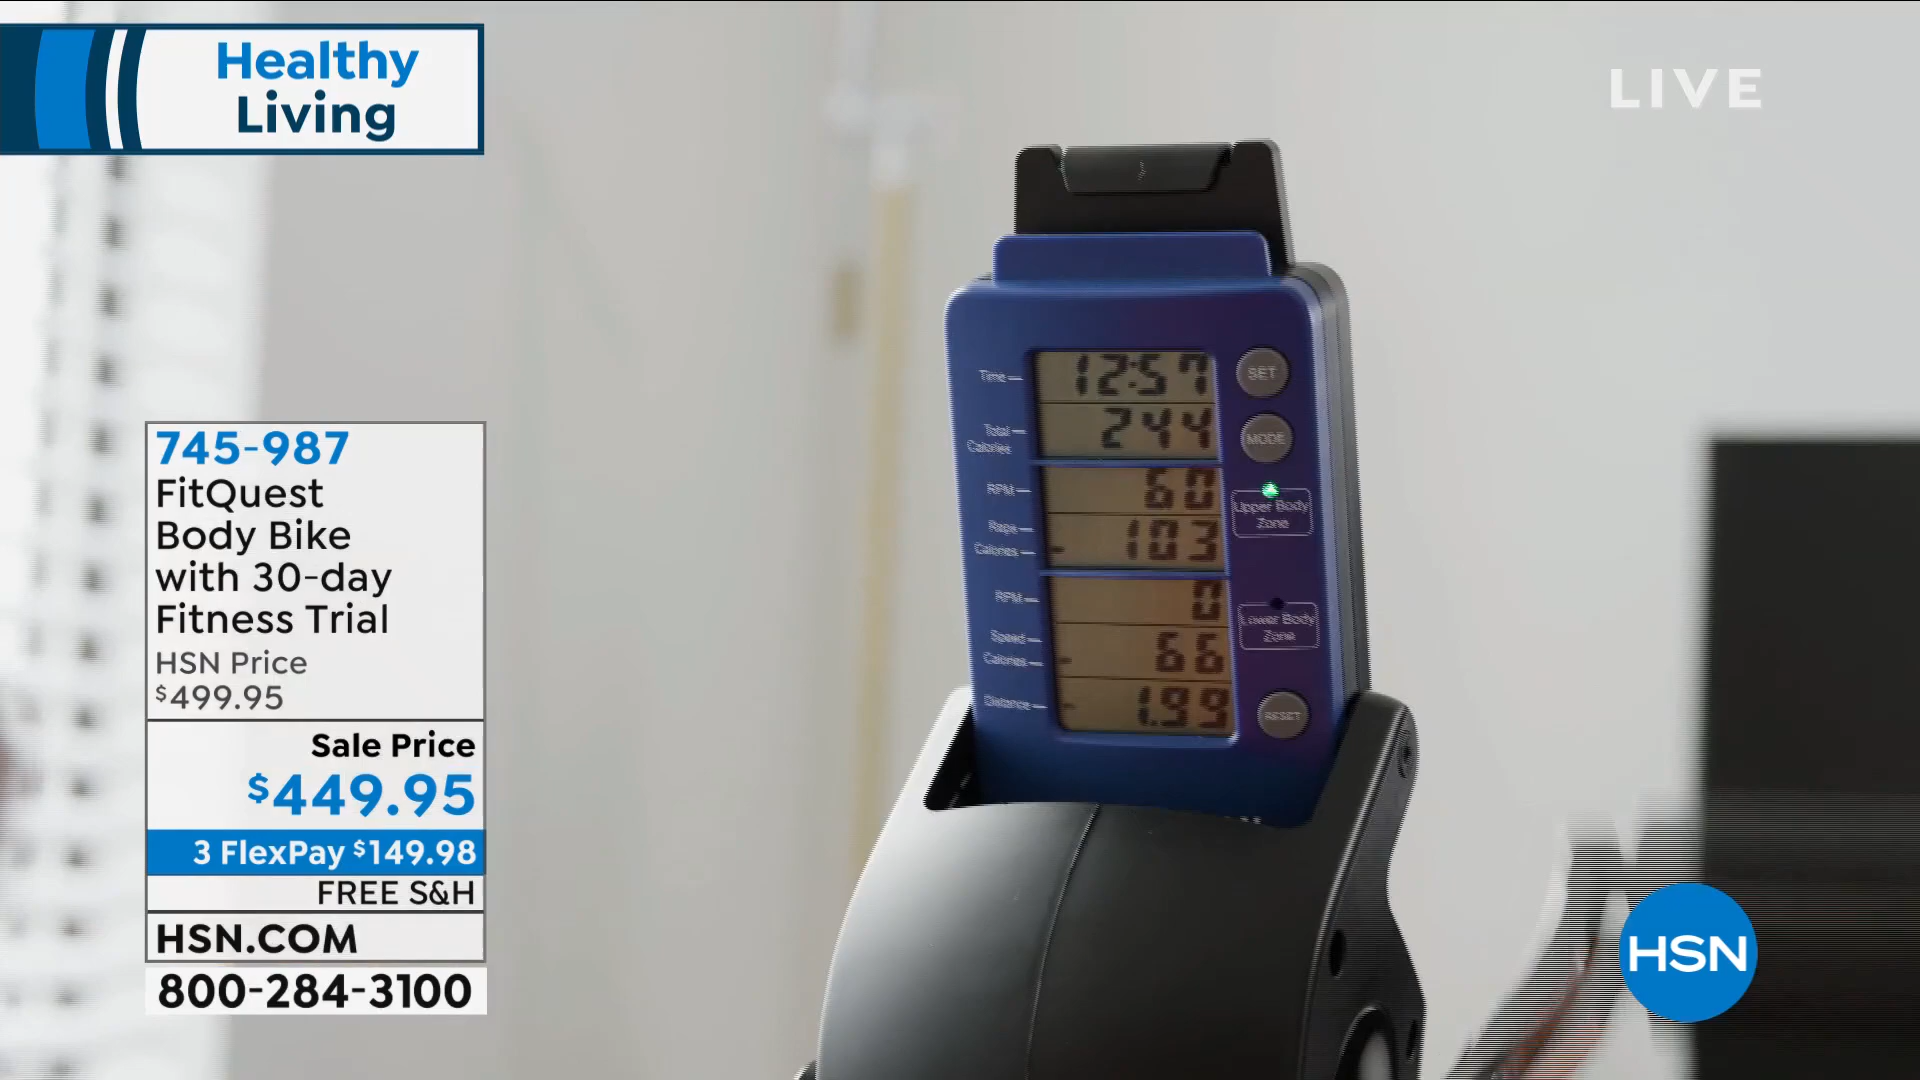 Healthy
Living
LIVE
745-987
FitQuest
Body Bike
with 30-day
Fitness Trial
HSN Price
$499.95
Sale Price
$449.95
3 FlexPay $149.98
FREE S&H
HSN.COM
800-284-3100
Time 12:57
SET
Total
Calories 244
MODE
RPM 60
Upper Body
Zone
Reps
Calories 103
RPM 0
Lower Body
Zone
Speed
Calories 66
Distance 1.99
RESET
HSN